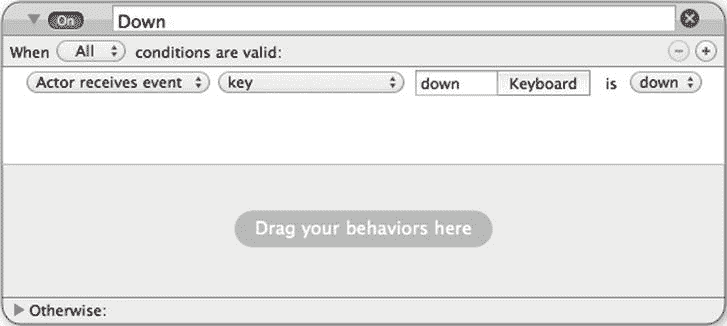 On Down
When All conditions are valid:
Actor receives event key down Keyboard is down
Drag your behaviors here
Otherwise: